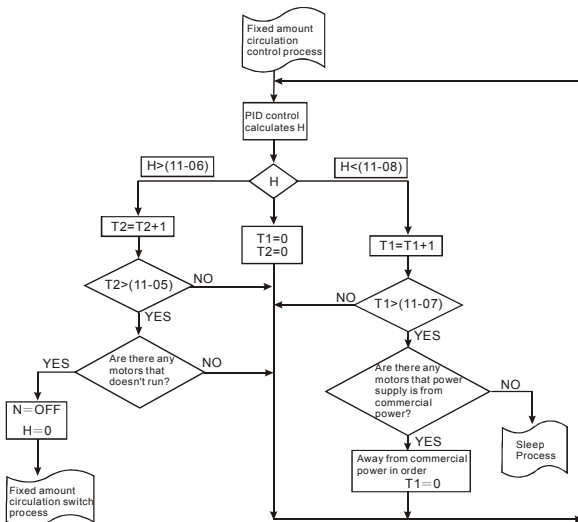 Fixed amount
circulation
control process
PID control
calculates H
H>(11-06)
H
H<(11-08)
T2=T2+1
T1=0
T2=0
T1=T1+1
T2>(11-05)
NO
NO
T1>(11-07)
YES
YES
YES
Are there any
motors that
doesn't run?
NO
Are there any
motors that power
supply is from
commercial
power?
NO
N=OFF
H=0
YES
Sleep
Process
Away from commercial
power in order
T1=0
Fixed amount
circulation switch
process